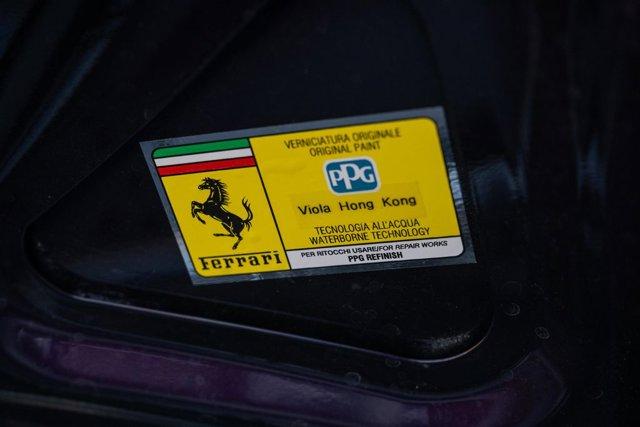 VERNICIATURA ORIGINALE
ORIGINAL PAINT
PPG
Viola Hong Kong
TECNOLOGIA ALL'ACQUA
WATERBORNE TECHNOLOGY
Ferrari
PER RITOCCHI USARE/FOR REPAIR WORKS
PPG REFINISH